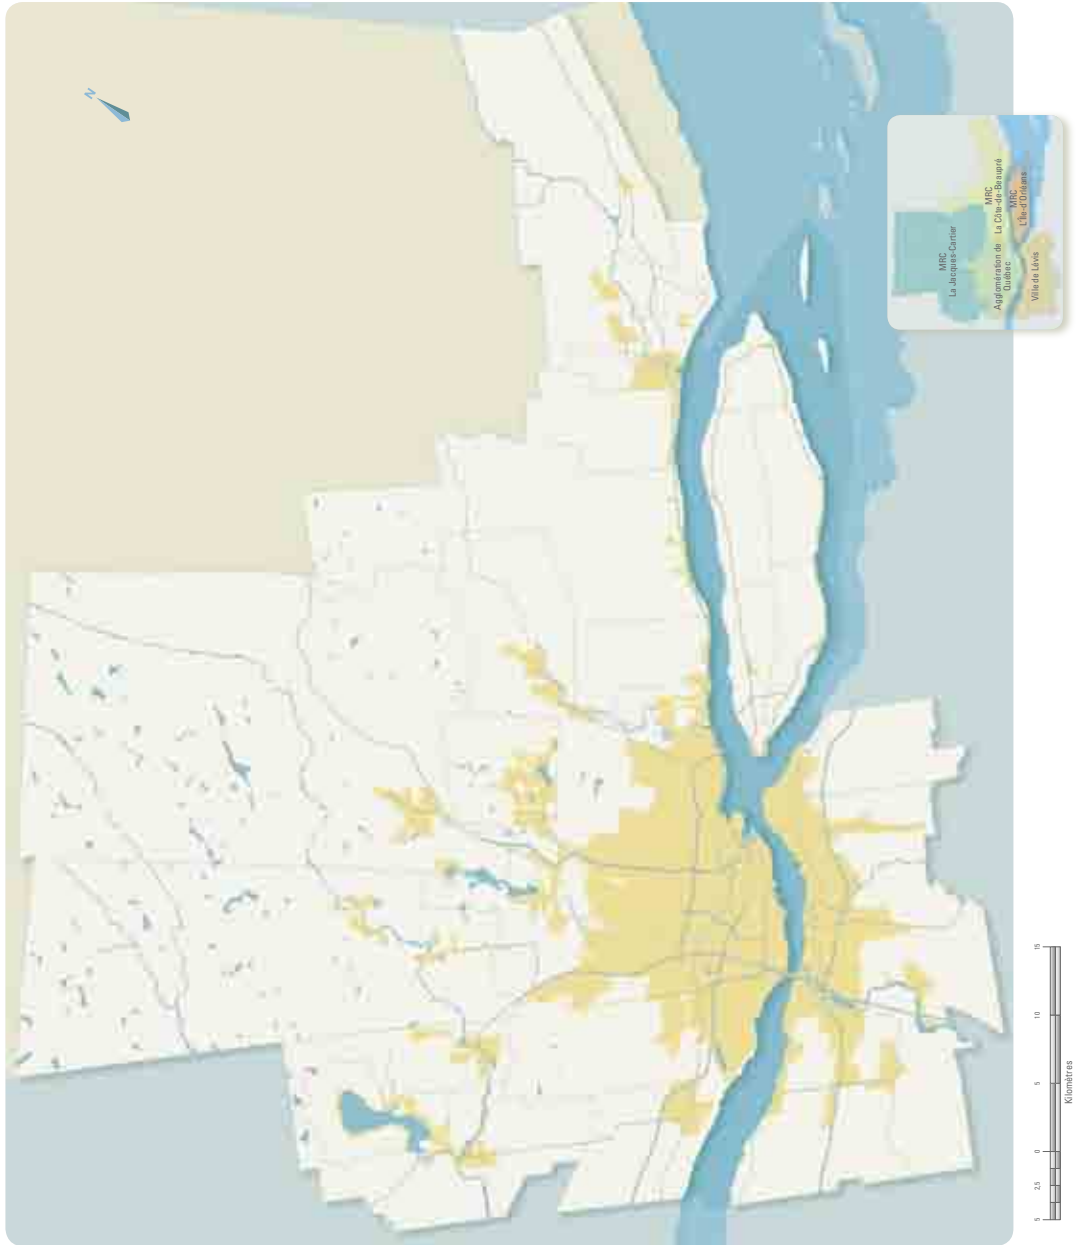 N
MRC
La Jacques-Cartier
MRC
La Côte-de-Beaupré
MRC
L'Île-d'Orléans
Agglomération de
Québec
Ville de Lévis
5 2,5 0 5 10 15
Kilomètres